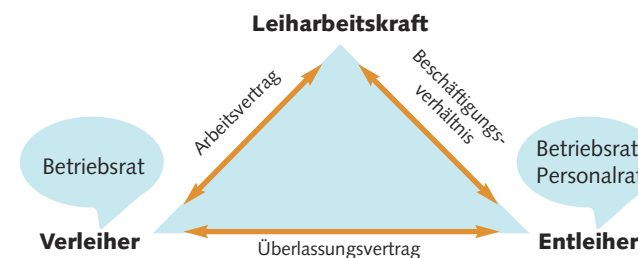 Leiharbeitskraft
Arbeitsvertrag
Beschäftigungs-
verhältnis
Betriebsrat
Betriebsrat
Personalrat
Verleiher
Überlassungsvertrag
Entleiher